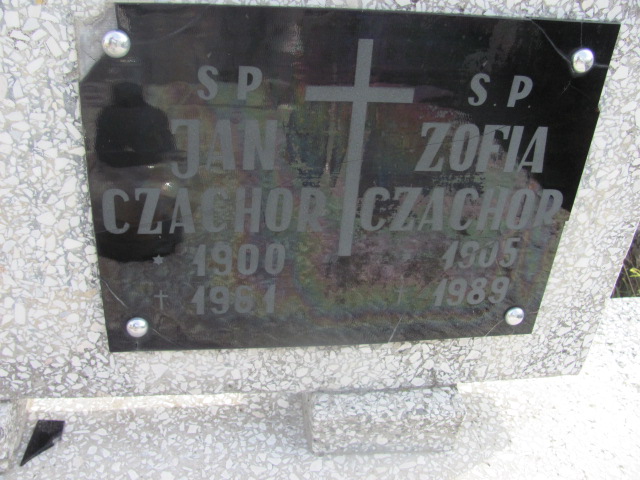 S P
JAN
CZACHOR
* 1900
† 1961
Ś. P
ZOFIA
CZACHOR
* 1905
† 1989